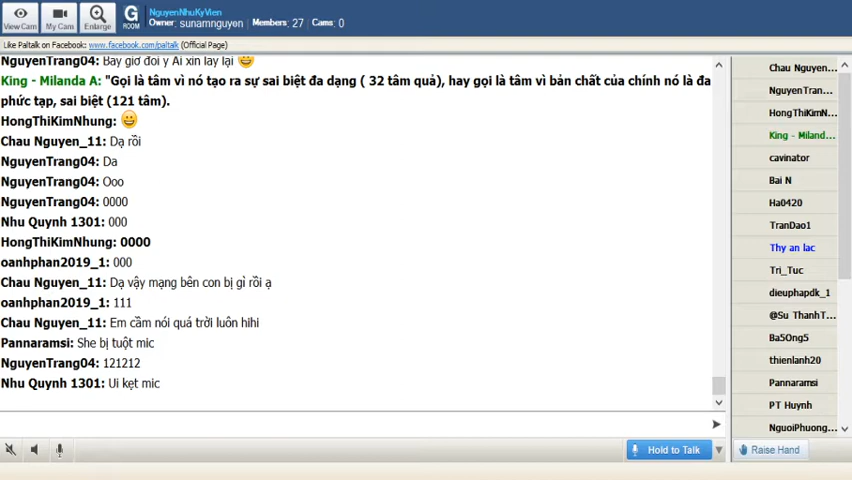 View Cam
My Cam
Enlarge
G
ROOM
NguyenNhuKyVien
Owner: sunamnguyen Members: 27 Cams: 0
Like Paltalk on Facebook: www.facebook.com/paltalk (Official Page)
NguyenTrang04: Bây giờ đổi ý Ái xin lấy lại
King - Milanda A: "Gọi là tâm vì nó tạo ra sự sai biệt đa dạng ( 32 tâm quả), hay gọi là tâm vì bản chất của chính nó là đa
phức tạp, sai biệt (121 tâm).
HongThiKimNhung:
Chau Nguyen_11: Dạ rồi
NguyenTrang04: Da
NguyenTrang04: Ooo
NguyenTrang04: 0000
Nhu Quynh 1301: 000
HongThiKimNhung: 0000
oanhphan2019_1: 000
Chau Nguyen_11: Dạ vậy mạng bên con bị gì rồi ạ
oanhphan2019_1: 111
Chau Nguyen_11: Em cầm nói quá trời luôn hihi
Pannaramsi: She bị tuột mic
NguyenTrang04: 121212
Nhu Quynh 1301: Ui kẹt mic
Hold to Talk
Chau Nguyen...
NguyenTran...
HongThiKimN...
King - Miland...
cavinator
Bai N
Ha0420
TranDao1
Thy an lac
Tri_Tuc
dieuphapdk_1
@Su ThanhT...
Ba5Ong5
thienlanh20
Pannaramsi
PT Huynh
NguoiPhuong...
Raise Hand